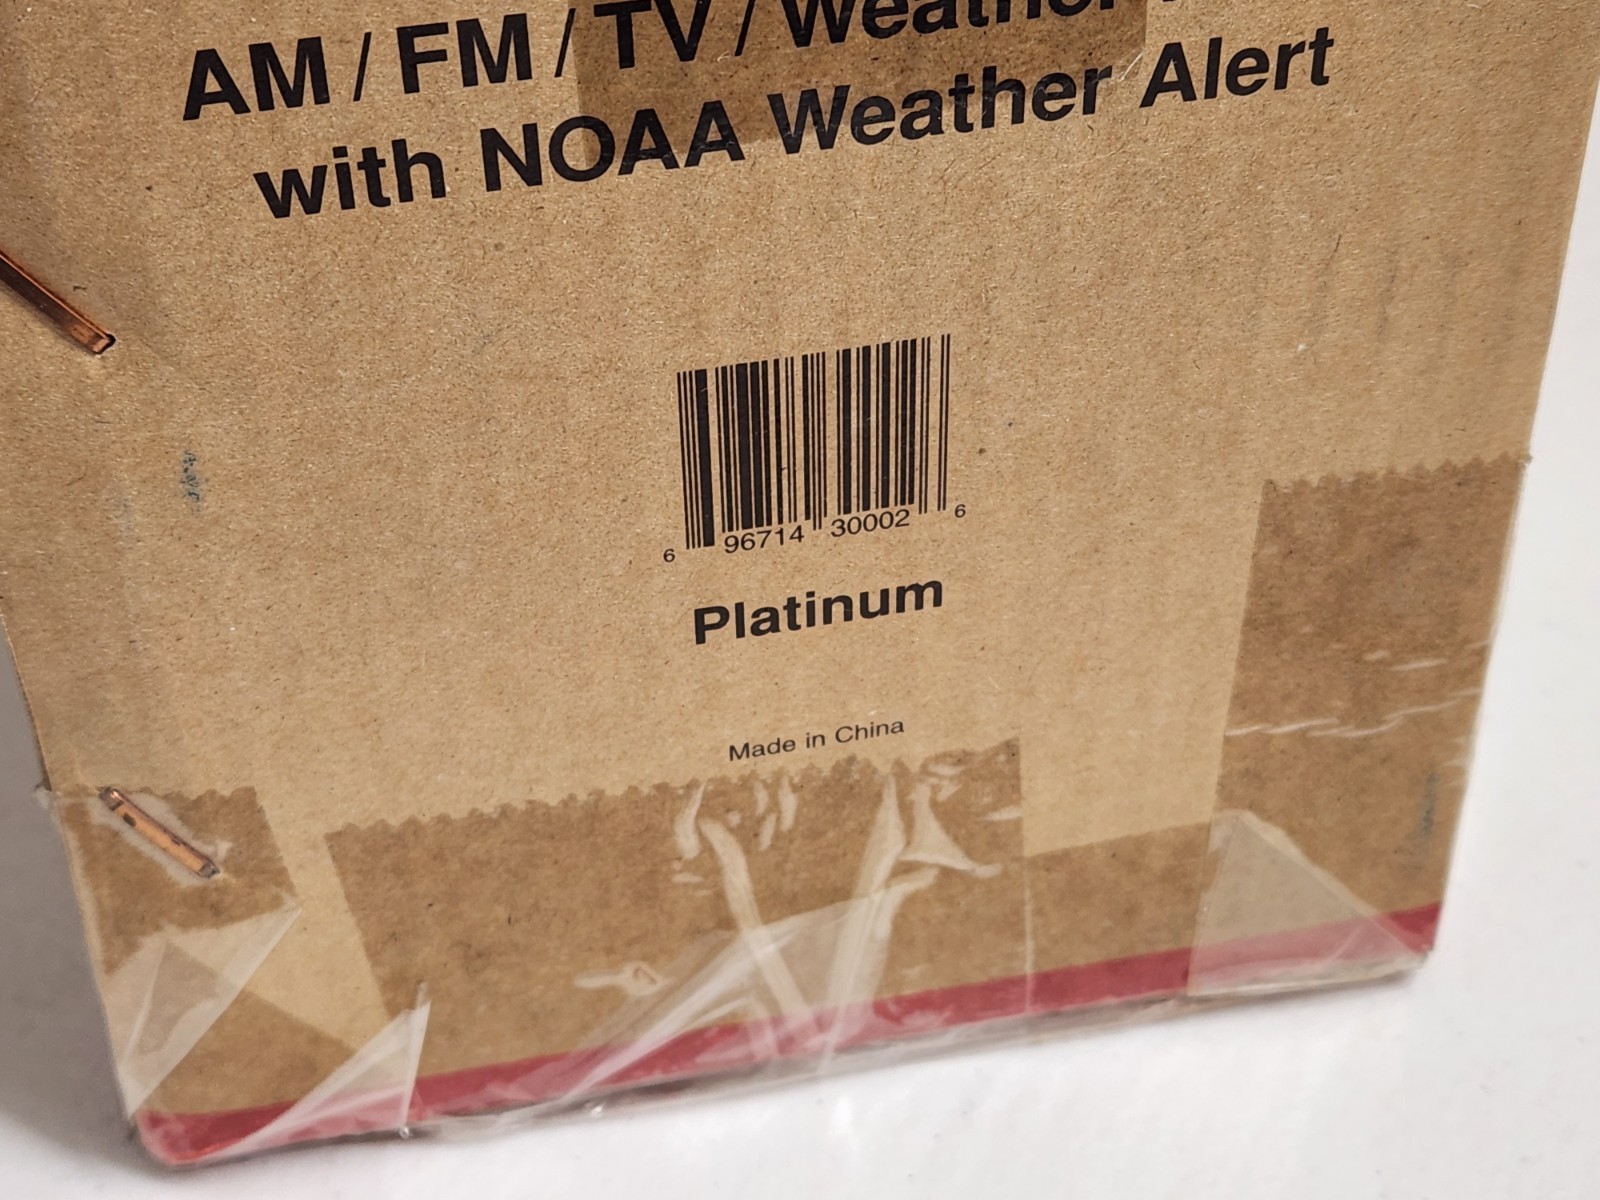 AM / FM / TV / Weather
with NOAA Weather Alert
6 96714 30002 6
Platinum
Made in China